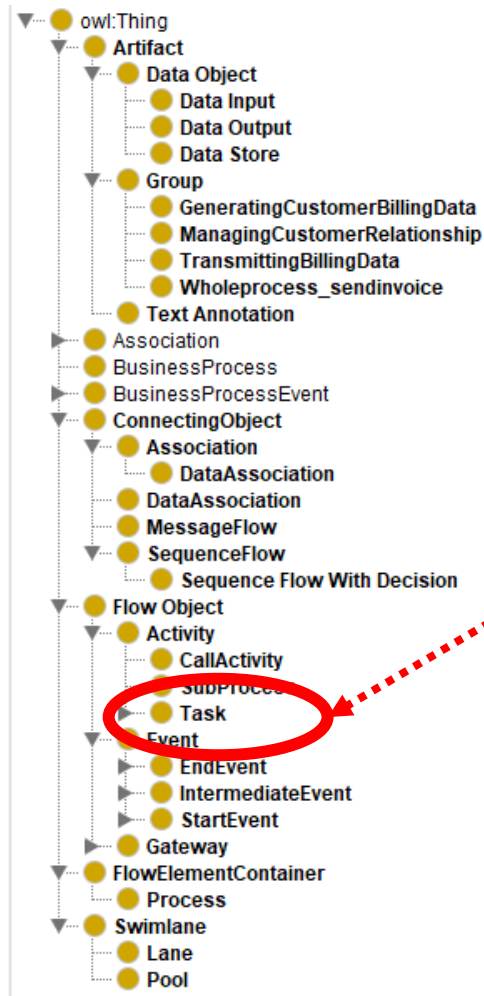 owl:Thing
Artifact
Data Object
Data Input
Data Output
Data Store
Group
GeneratingCustomerBillingData
ManagingCustomerRelationship
TransmittingBillingData
Wholeprocess_sendinvoice
Text Annotation
Association
BusinessProcess
BusinessProcessEvent
ConnectingObject
Association
DataAssociation
DataAssociation
MessageFlow
SequenceFlow
Sequence Flow With Decision
Flow Object
Activity
CallActivity
SubProcess
Task
Event
EndEvent
IntermediateEvent
StartEvent
Gateway
FlowElementContainer
Process
Swimlane
Lane
Pool